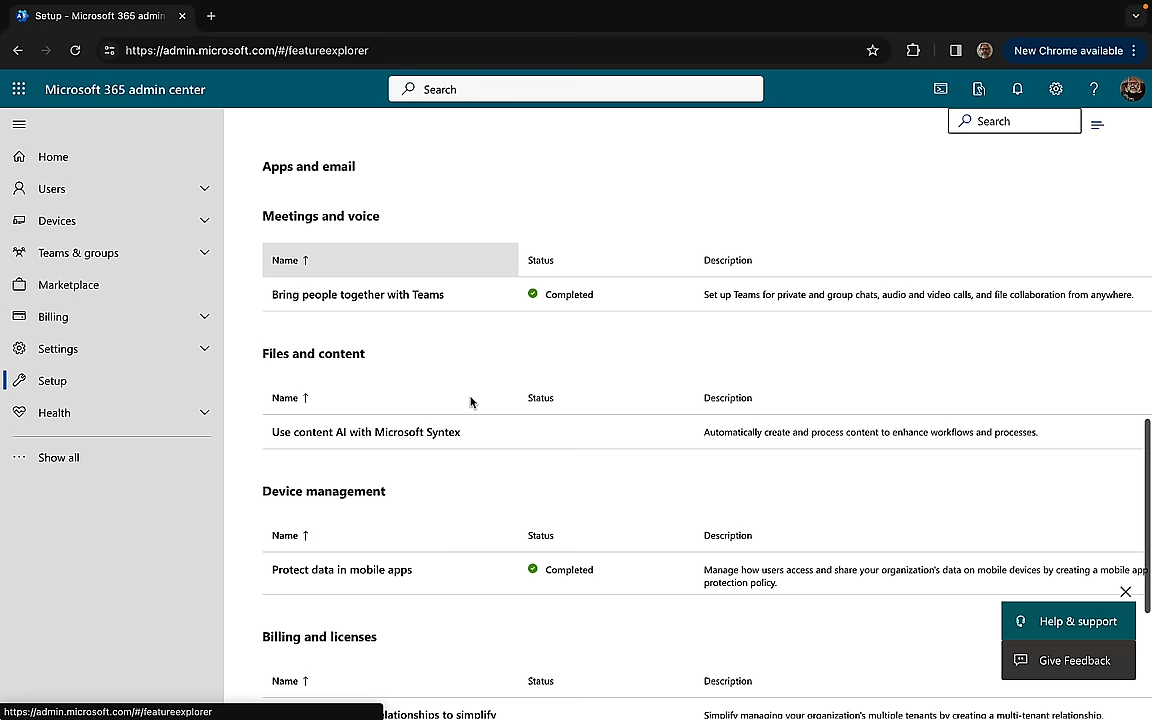 Setup - Microsoft 365 admin
https://admin.microsoft.com/#/featureexplorer
New Chrome available
Microsoft 365 admin center
Search
Search
Home
Users
Devices
Teams & groups
Marketplace
Billing
Settings
Setup
Health
Show all
Apps and email
Meetings and voice
Name ↑ Status Description
Bring people together with Teams Completed Set up Teams for private and group chats, audio and video calls, and file collaboration from anywhere.
Files and content
Name ↑ Status Description
Use content AI with Microsoft Syntex Automatically create and process content to enhance workflows and processes.
Device management
Name ↑ Status Description
Protect data in mobile apps Completed Manage how users access and share your organization's data on mobile devices by creating a mobile app
protection policy.
Billing and licenses
Name ↑ Status Description
elationships to simplify Simplify managing your organization's multiple tenants by creating a multi-tenant relationship.
Help & support
Give Feedback
https://admin.microsoft.com/#/featureexplorer